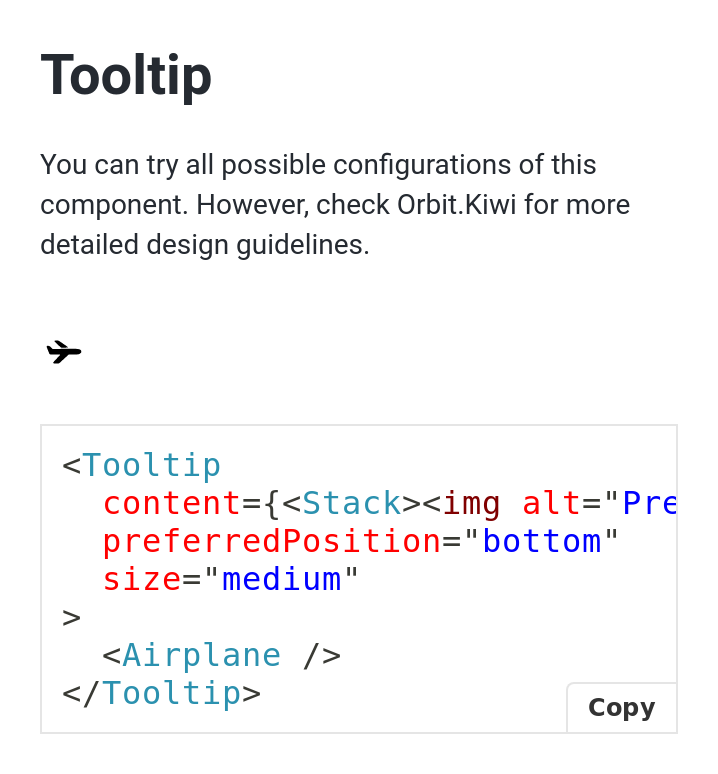 Tooltip
You can try all possible configurations of this
component. However, check Orbit.Kiwi for more
detailed design guidelines.
<Tooltip
  content={<Stack><img alt="Pre
  preferredPosition="bottom"
  size="medium"
>
  <Airplane />
</Tooltip>
Copy